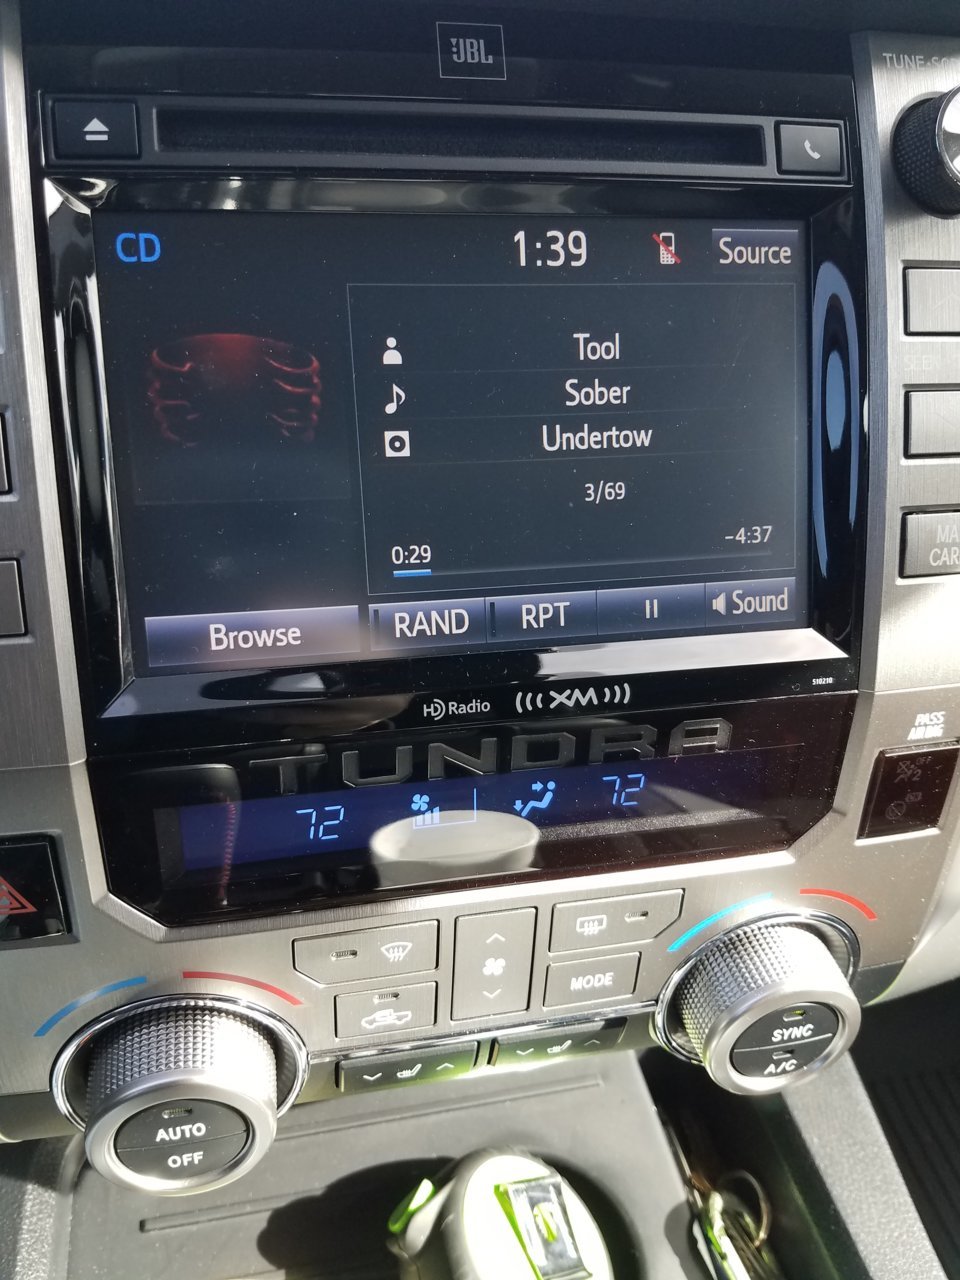 JBL
CD
1:39
Source
Tool
Sober
Undertow
3/69
0:29
-4:37
Browse
RAND
RPT
Sound
HD Radio
XM
510210
TUNDRA
72
72
PASS
AIRBAG
MODE
AUTO
OFF
SYNC
A/C